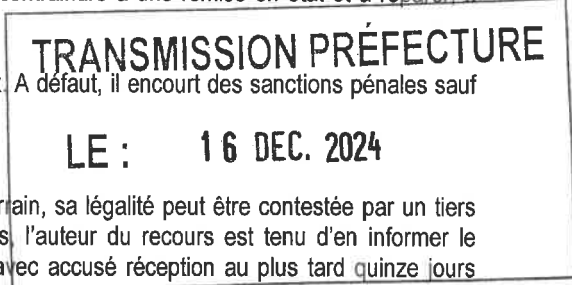 TRANSMISSION PRÉFECTURE
. A défaut, il encourt des sanctions pénales sauf
LE : 16 DEC. 2024
rrain, sa légalité peut être contestée par un tiers
s, l'auteur du recours est tenu d'en informer le
avec accusé réception au plus tard quinze jours